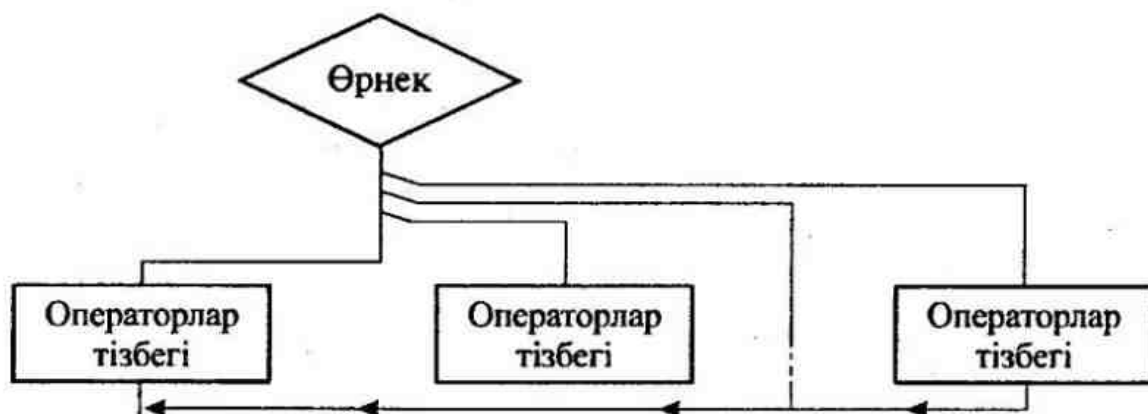 Өрнек
Операторлар
тізбегі
Операторлар
тізбегі
Операторлар
тізбегі